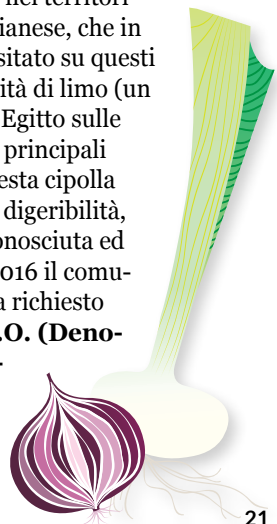 nei territori
ianese, che in
sitato su questi
ità di limo (un
Egitto sulle
principali
esta cipolla
digeribilità,
onosciuta ed
016 il comu-
a richiesto
.O. (Deno-
-
21